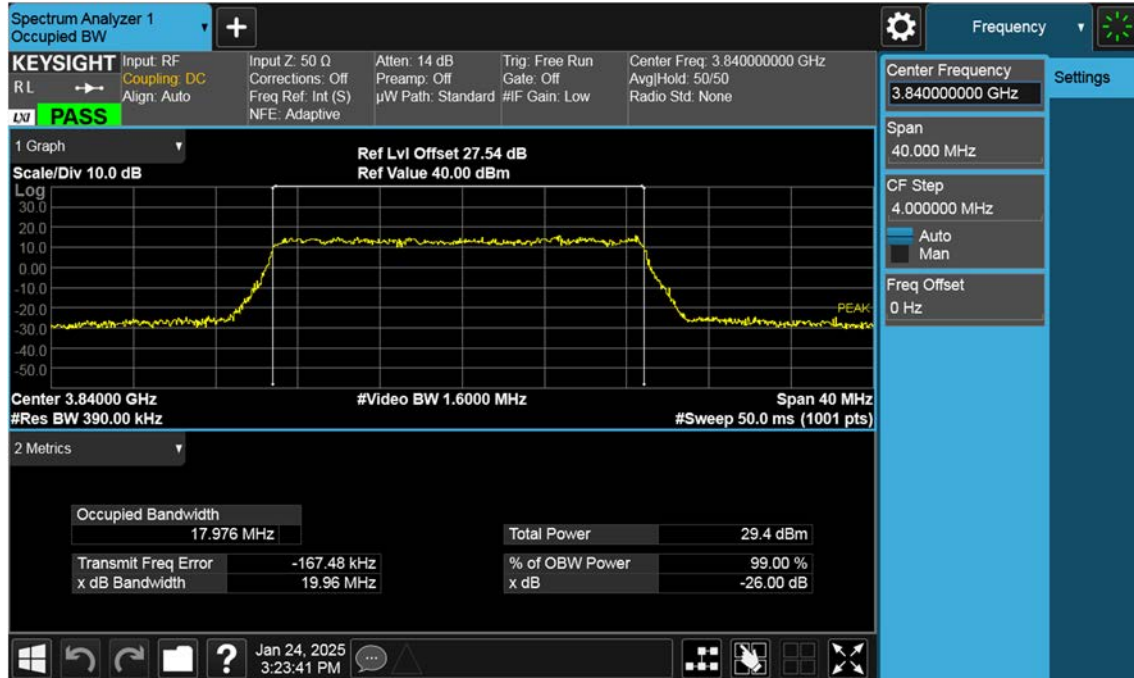 Spectrum Analyzer 1
Occupied BW
+
Frequency
KEYSIGHT
R L
LXI PASS
Input: RF
Coupling: DC
Align: Auto
Input Z: 50 Ω
Corrections: Off
Freq Ref: Int (S)
NFE: Adaptive
Atten: 14 dB
Preamp: Off
µW Path: Standard
Trig: Free Run
Gate: Off
#IF Gain: Low
Center Freq: 3.840000000 GHz
Avg|Hold: 50/50
Radio Std: None
Center Frequency
3.840000000 GHz
Settings
Span
40.000 MHz
CF Step
4.000000 MHz
Auto
Man
Freq Offset
0 Hz
1 Graph
Scale/Div 10.0 dB
Ref Lvl Offset 27.54 dB
Ref Value 40.00 dBm
Log
30.0
20.0
10.0
0.00
-10.0
-20.0
-30.0
-40.0
-50.0
PEAK
Center 3.84000 GHz
#Res BW 390.00 kHz
#Video BW 1.6000 MHz
Span 40 MHz
#Sweep 50.0 ms (1001 pts)
2 Metrics
Occupied Bandwidth
17.976 MHz
Total Power 29.4 dBm
Transmit Freq Error -167.48 kHz
% of OBW Power 99.00 %
x dB Bandwidth 19.96 MHz
x dB -26.00 dB
?
Jan 24, 2025
3:23:41 PM